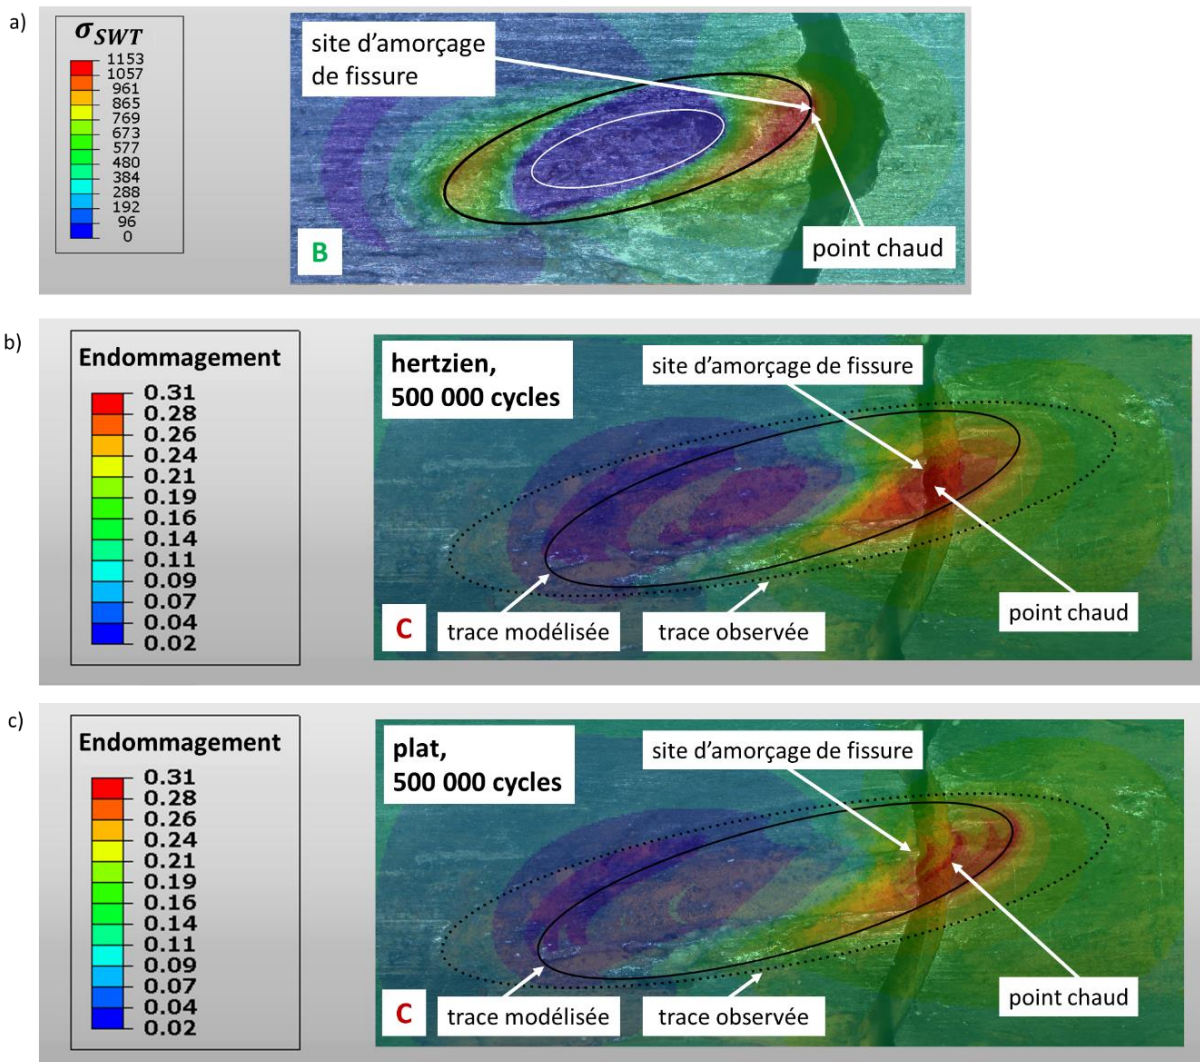 a)
σSWT
1153
1057
961
865
769
673
577
480
384
288
192
96
0
site d'amorçage
de fissure
B
point chaud
b)
Endommagement
0.31
0.28
0.26
0.24
0.21
0.19
0.16
0.14
0.11
0.09
0.07
0.04
0.02
hertzien,
500 000 cycles
site d'amorçage de fissure
point chaud
C
trace modélisée
trace observée
c)
Endommagement
0.31
0.28
0.26
0.24
0.21
0.19
0.16
0.14
0.11
0.09
0.07
0.04
0.02
plat,
500 000 cycles
site d'amorçage de fissure
point chaud
C
trace modélisée
trace observée